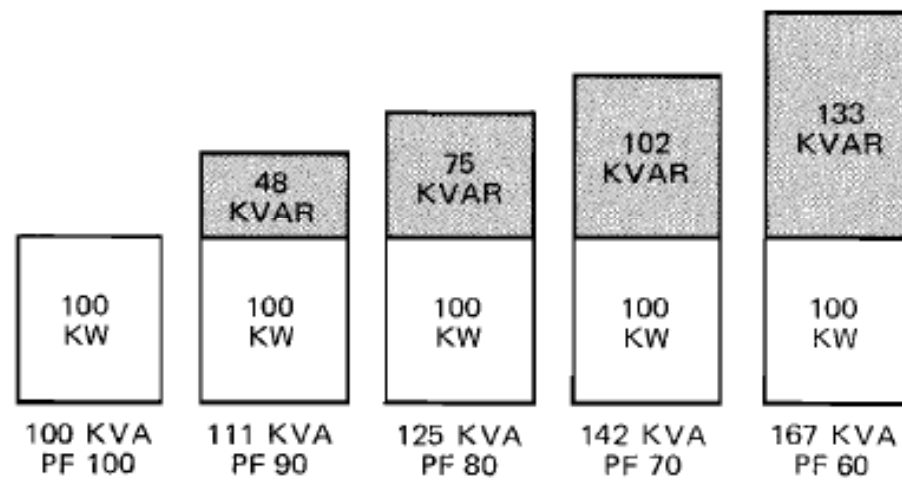 48
KVAR
75
KVAR
102
KVAR
133
KVAR
100
KW
100
KW
100
KW
100
KW
100
KW
100 KVA
PF 100
111 KVA
PF 90
125 KVA
PF 80
142 KVA
PF 70
167 KVA
PF 60